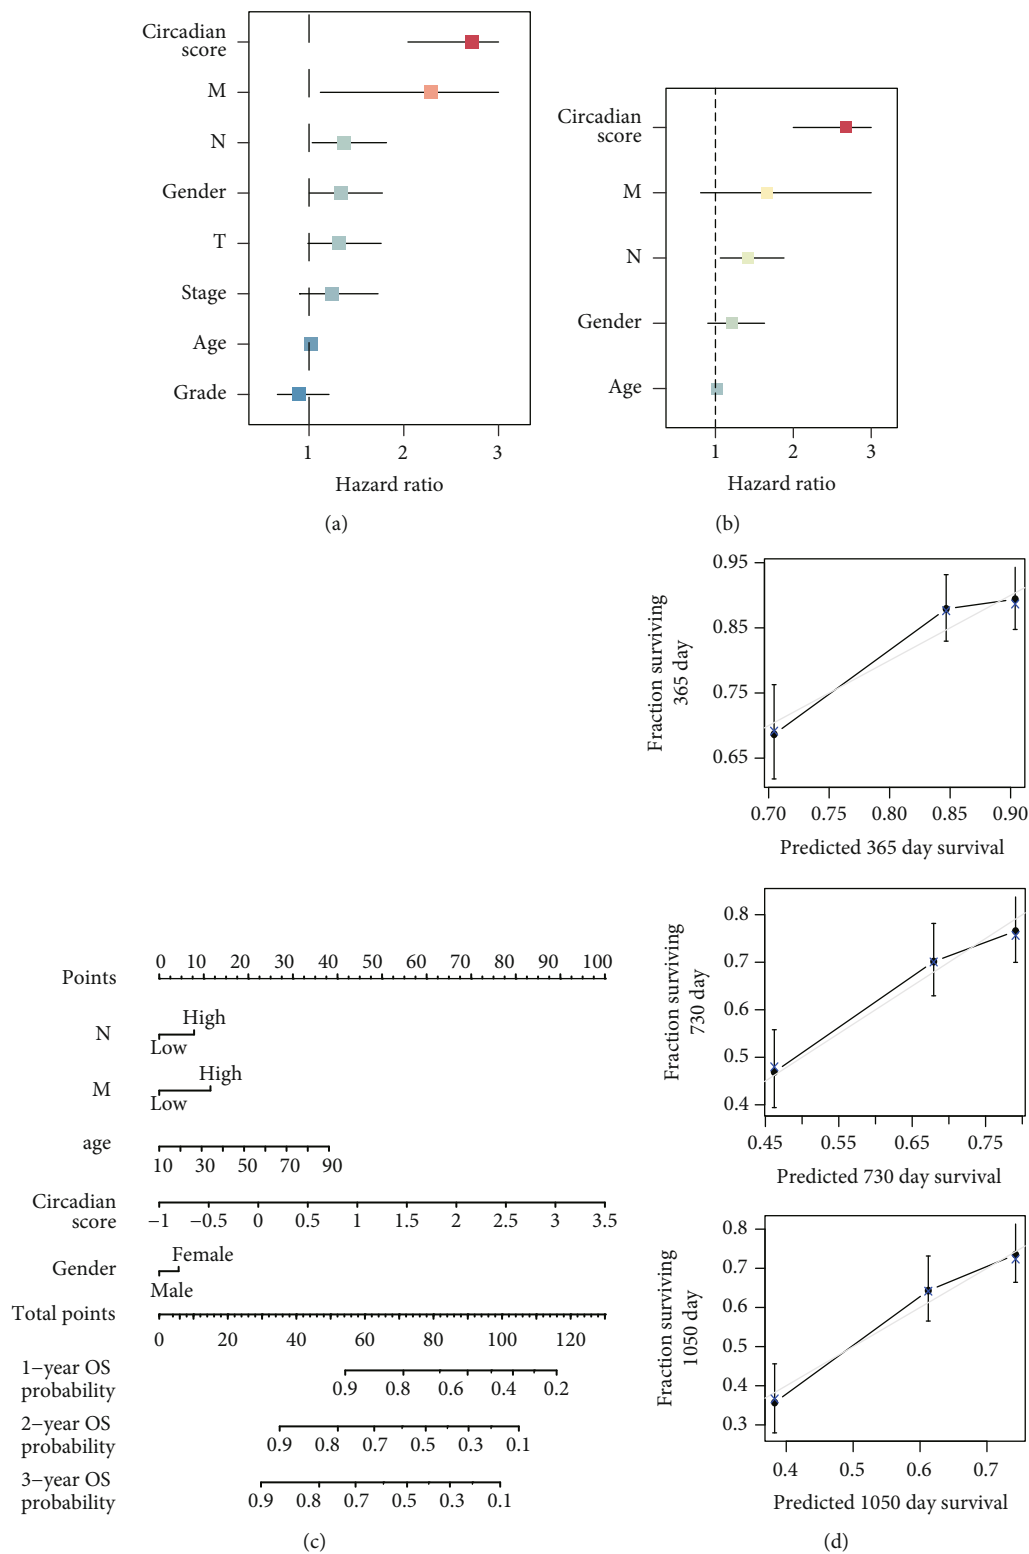 Circadian
score
M
N
Gender
T
Stage
Age
Grade
1 2 3
Hazard ratio
(a)
Circadian
score
M
N
Gender
Age
1 2 3
Hazard ratio
(b)
Points
0 10 20 30 40 50 60 70 80 90 100
N
High
Low
M
High
Low
age
10 30 50 70 90
Circadian
score
−1 −0.5 0 0.5 1 1.5 2 2.5 3 3.5
Gender
Female
Male
Total points
0 20 40 60 80 100 120
1−year OS
probability
0.9 0.8 0.6 0.4 0.2
2−year OS
probability
0.9 0.8 0.7 0.5 0.3 0.1
3−year OS
probability
0.9 0.8 0.7 0.5 0.3 0.1
(c)
Fraction surviving
365 day
0.95
0.85
0.75
0.65
0.70 0.75 0.80 0.85 0.90
Predicted 365 day survival
Fraction surviving
730 day
0.8
0.7
0.6
0.5
0.4
0.45 0.55 0.65 0.75
Predicted 730 day survival
Fraction surviving
1050 day
0.8
0.7
0.6
0.5
0.4
0.3
0.4 0.5 0.6 0.7
Predicted 1050 day survival
(d)